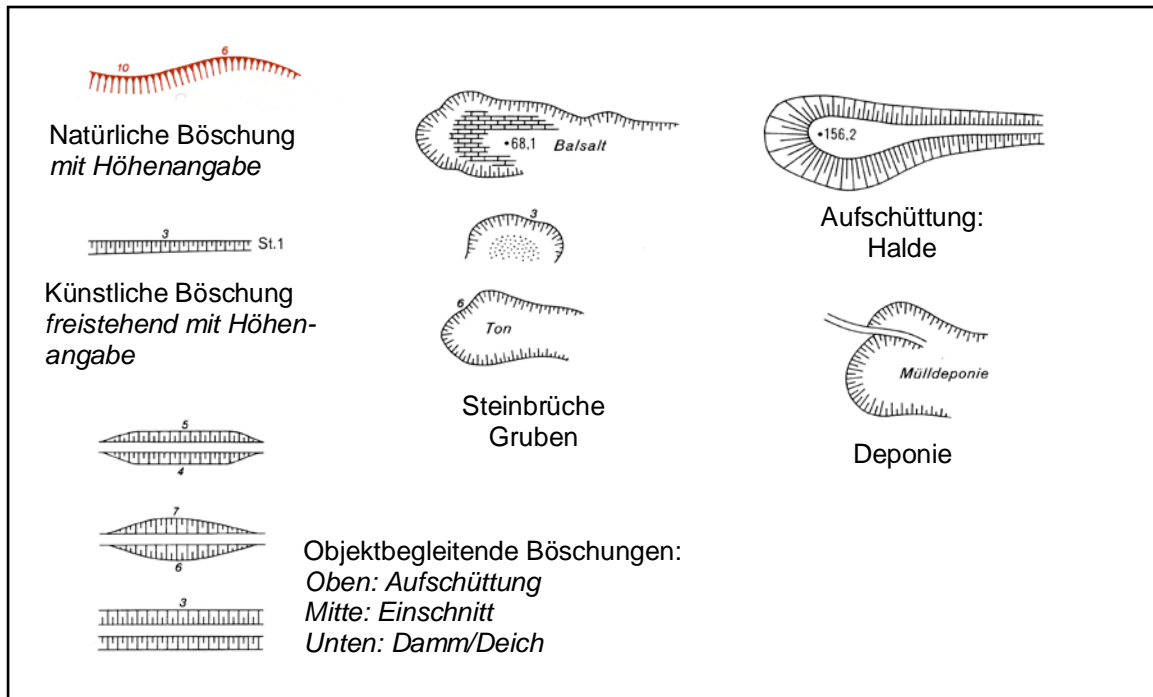 10
6
Natürliche Böschung
mit Höhenangabe
3
St.1
Künstliche Böschung
freistehend mit Höhen-
angabe
5
4
7
6
3
Objektbegleitende Böschungen:
Oben: Aufschüttung
Mitte: Einschnitt
Unten: Damm/Deich
68,1
Balsalt
3
6
Ton
Steinbrüche
Gruben
156,2
Aufschüttung:
Halde
Mülldeponie
Deponie